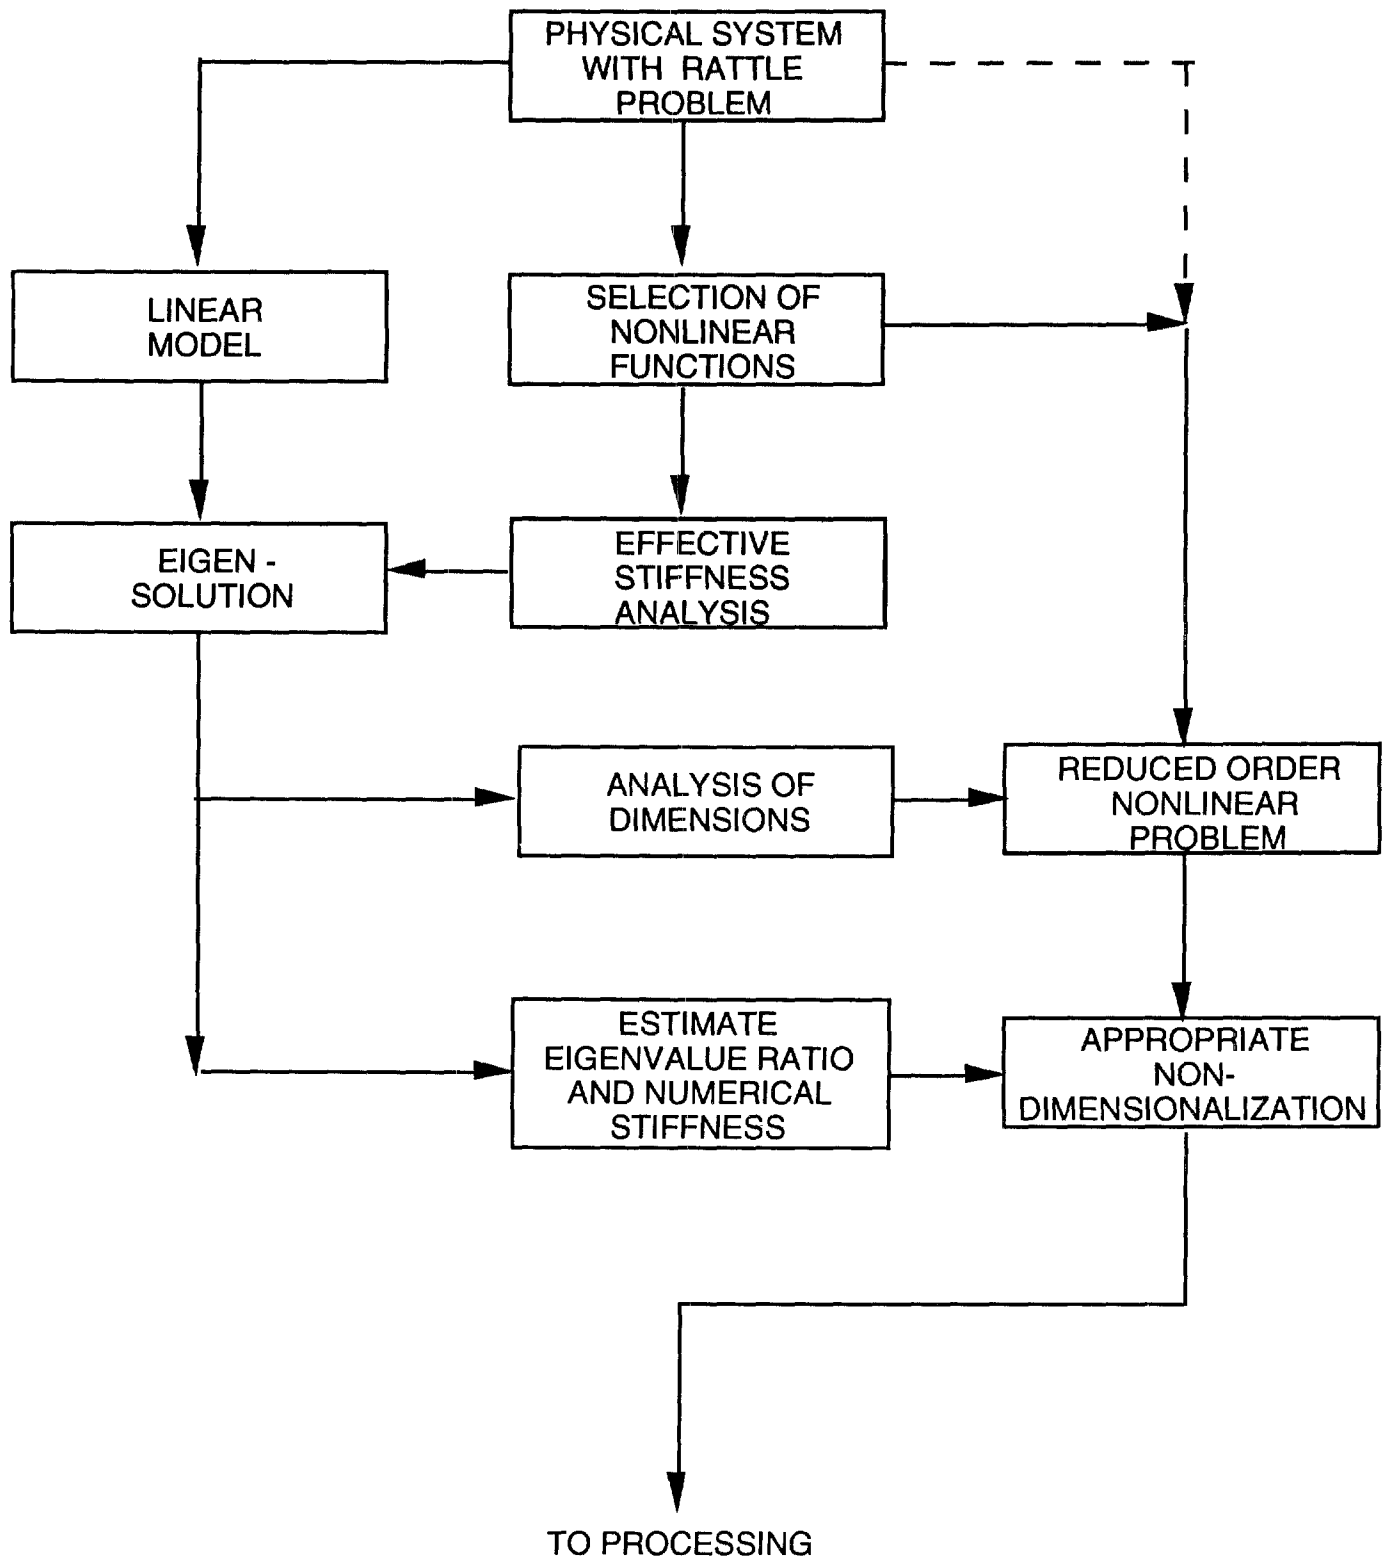 PHYSICAL SYSTEM
WITH RATTLE
PROBLEM
LINEAR
MODEL
SELECTION OF
NONLINEAR
FUNCTIONS
EIGEN -
SOLUTION
EFFECTIVE
STIFFNESS
ANALYSIS
ANALYSIS OF
DIMENSIONS
REDUCED ORDER
NONLINEAR
PROBLEM
ESTIMATE
EIGENVALUE RATIO
AND NUMERICAL
STIFFNESS
APPROPRIATE
NON-
DIMENSIONALIZATION
TO PROCESSING